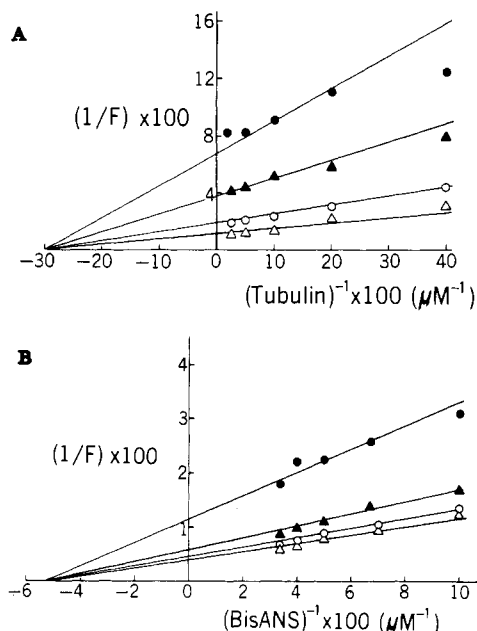 A
16
12
(1/F) x100
8
4
-30 -20 -10 0 10 20 30 40
(Tubulin)⁻¹x100 (μM⁻¹)
B
4
3
(1/F) x100
2
1
-6 -4 -2 0 2 4 6 8 10
(BisANS)⁻¹x100 (μM⁻¹)